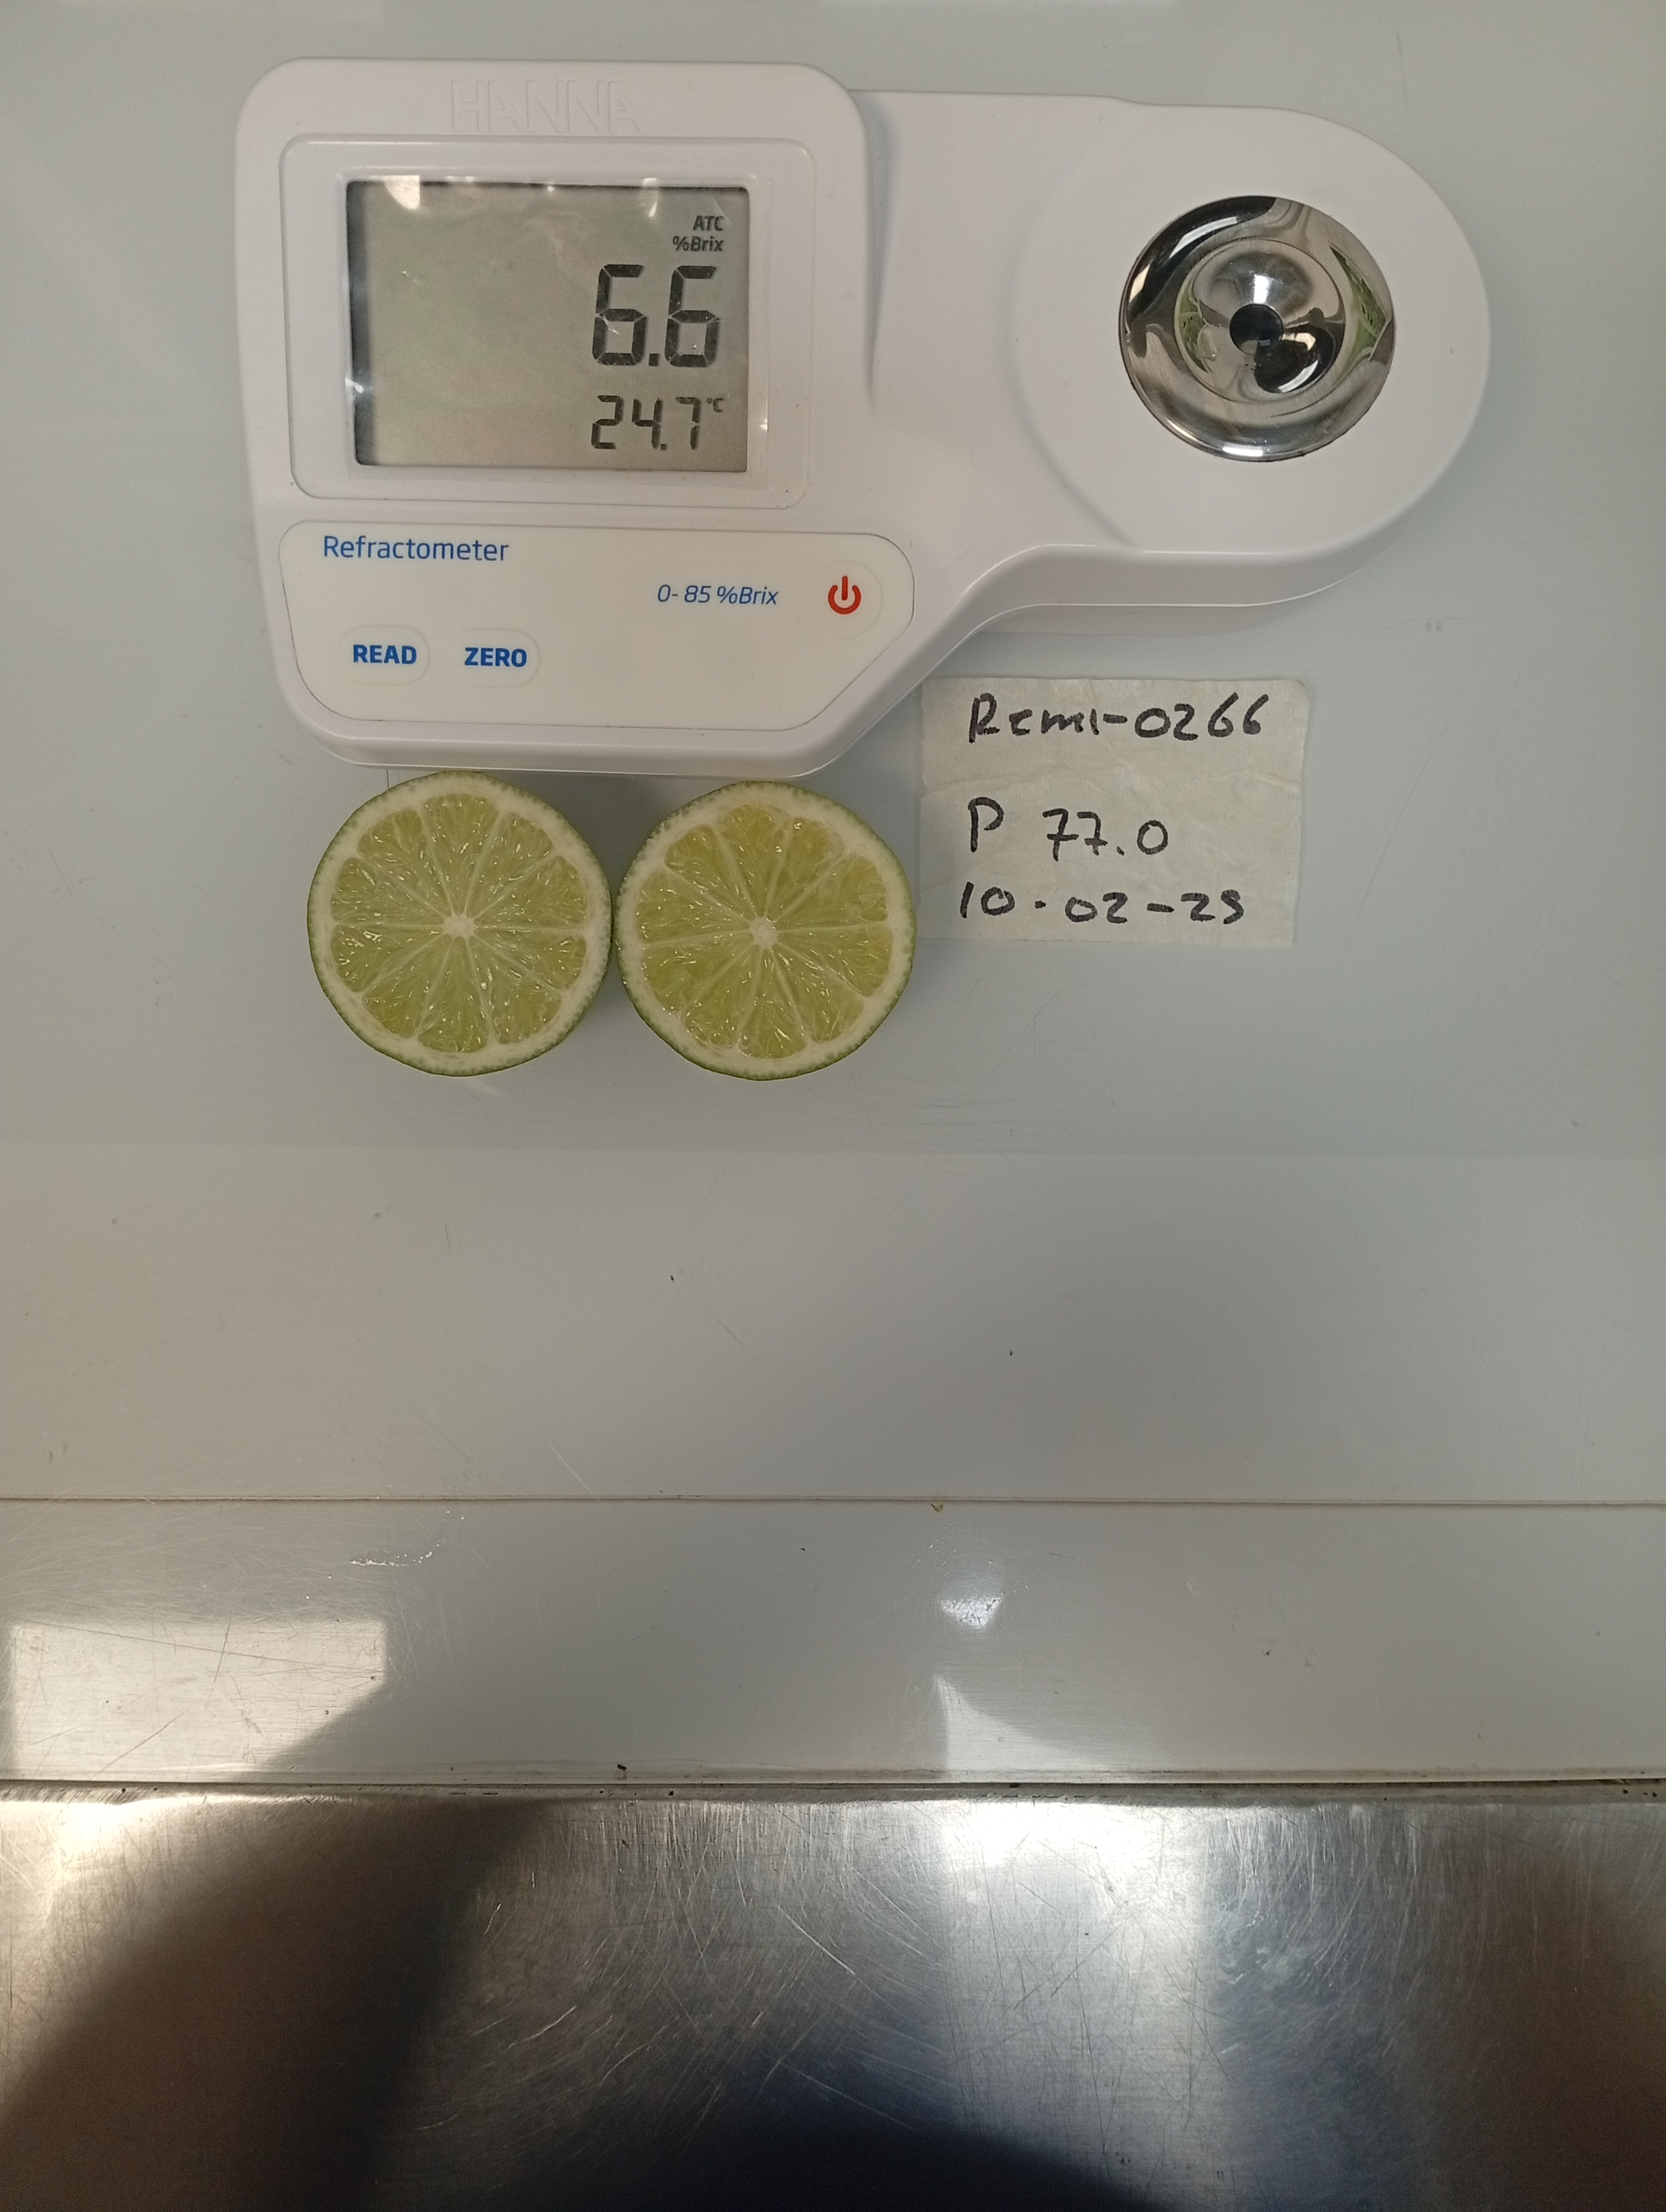 HANNA
ATC
%Brix
6.6
24.7°C
Refractometer
0-85 %Brix
READ ZERO
Remi-0266
P 77.0
10-02-25